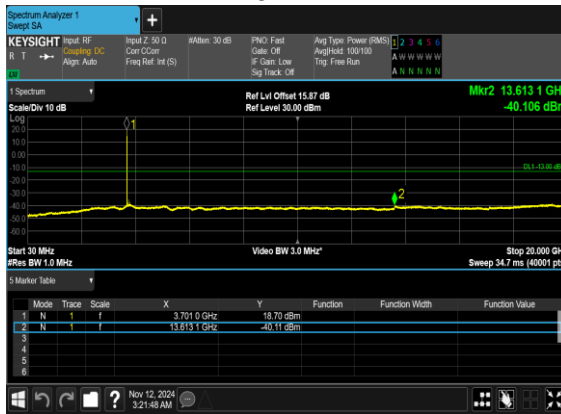 Spectrum Analyzer 1
Swept SA
KEYSIGHT Input: RF Input Z: 50 Ω #Atten: 30 dB PNO: Fast Avg Type: Power (RMS) 1 2 3 4 5 6
R T Coupling: DC Corr CCorr Gate: Off Avg|Hold: 100/100 A W W W W W
Align: Auto Freq Ref: Int (S) IF Gain: Low Trig: Free Run
Sig Track: Off A N N N N N
1 Spectrum Ref Lvl Offset 15.87 dB Mkr2 13.613 1 GH
Scale/Div 10 dB Ref Level 30.00 dBm -40.106 dB
Log
20.0 1
10.0
0.00
-10.0 DL1 -13.00 dB
-20.0
-30.0 2
-40.0
-50.0
-60.0
Start 30 MHz Video BW 3.0 MHz* Stop 20.000 GH
#Res BW 1.0 MHz Sweep 34.7 ms (40001 pt
5 Marker Table
Mode Trace Scale X Y Function Function Width Function Value
1 N 1 f 3.701 0 GHz 18.70 dBm
2 N 1 f 13.613 1 GHz -40.11 dBm
3
4
5
6
? Nov 12, 2024
3:21:48 AM